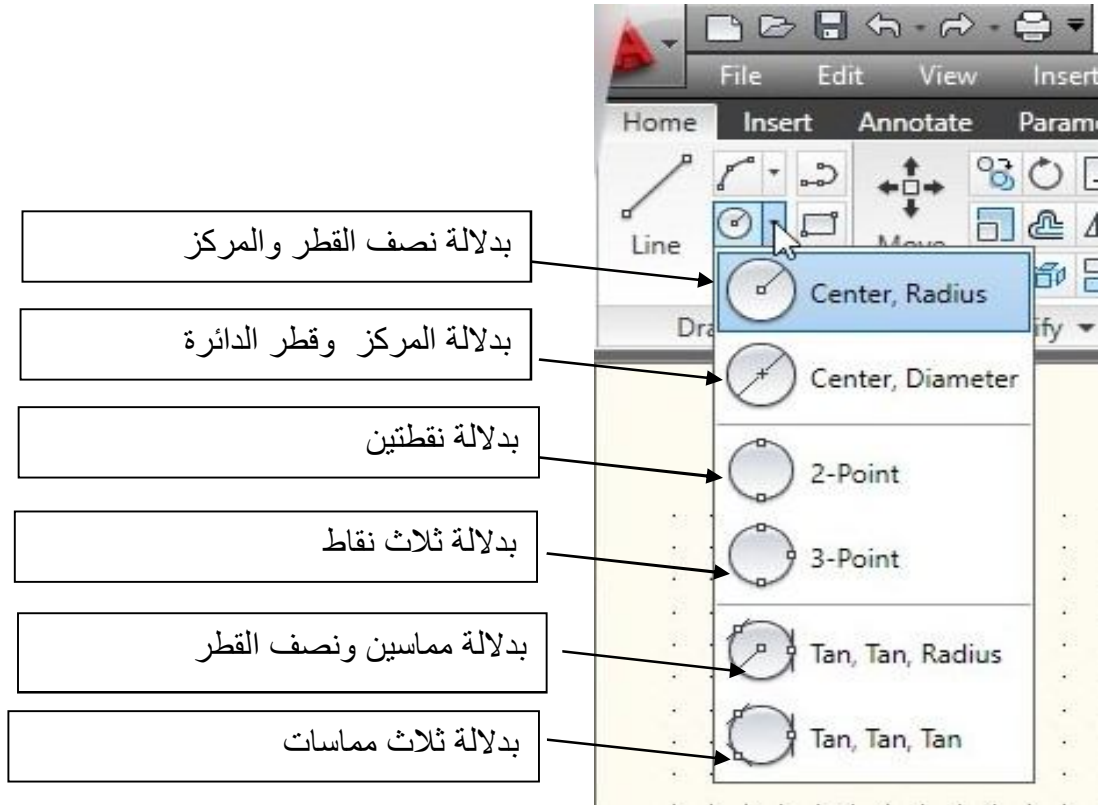 File Edit View Insert
Home Insert Annotate Param
Line
Move
بدلالة نصف القطر والمركز
Center, Radius
بدلالة المركز وقطر الدائرة
Center, Diameter
بدلالة نقطتين
2-Point
بدلالة ثلاث نقاط
3-Point
بدلالة مماسين ونصف القطر
Tan, Tan, Radius
بدلالة ثلاث مماسات
Tan, Tan, Tan